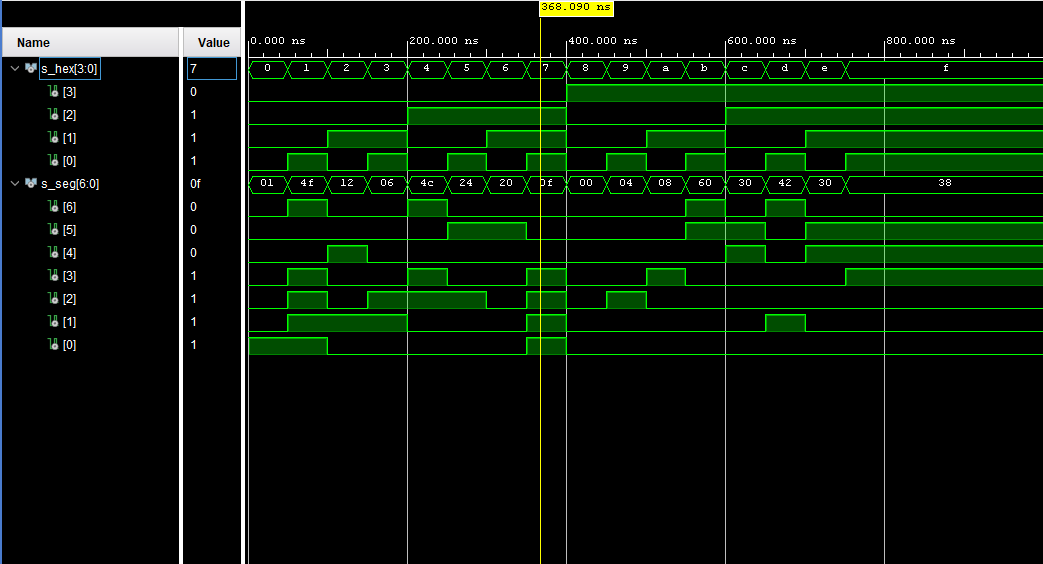 368.090 ns
Name Value
0.000 ns 200.000 ns 400.000 ns 600.000 ns 800.000 ns
s_hex[3:0] 7 0 1 2 3 4 5 6 7 8 9 a b c d e f
[3] 0
[2] 1
[1] 1
[0] 1
s_seg[6:0] 0f 01 4f 12 06 4c 24 20 0f 00 04 08 60 30 42 30 38
[6] 0
[5] 0
[4] 0
[3] 1
[2] 1
[1] 1
[0] 1